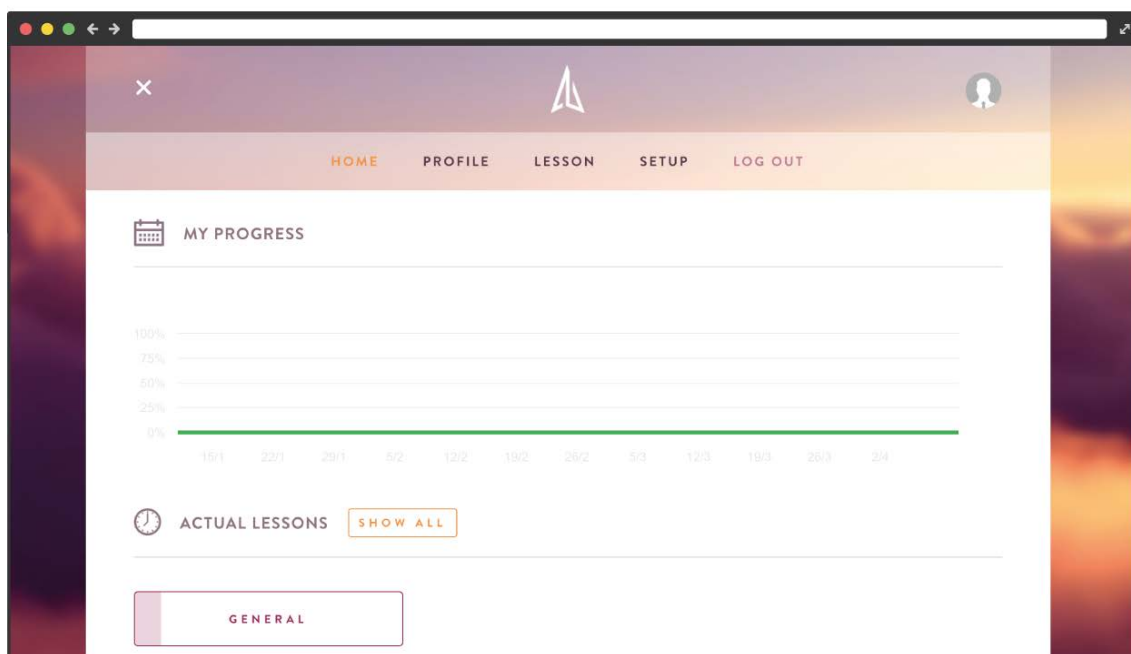 HOME PROFILE LESSON SETUP LOG OUT
MY PROGRESS
100%
75%
50%
25%
0%
15/1 22/1 29/1 5/2 12/2 19/2 26/2 5/3 12/3 19/3 26/3 2/4
ACTUAL LESSONS SHOW ALL
GENERAL